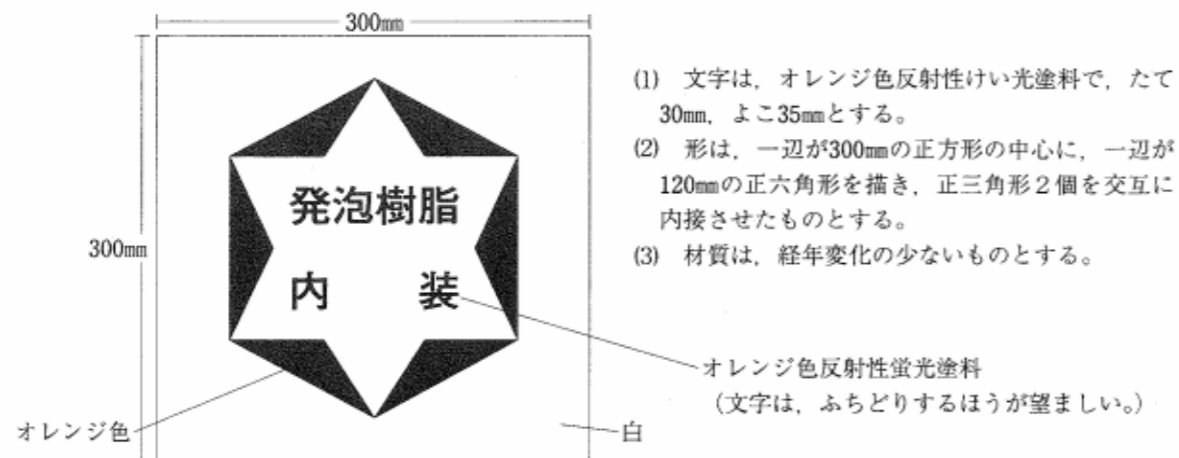 300mm
300mm
発泡樹脂
内　装
オレンジ色
白
⑴　文字は，オレンジ色反射性けい光塗料で，たて
30㎜，よこ35㎜とする。
⑵　形は，一辺が300㎜の正方形の中心に，一辺が
120㎜の正六角形を描き，正三角形２個を交互に
内接させたものとする。
⑶　材質は，経年変化の少ないものとする。
オレンジ色反射性蛍光塗料
（文字は，ふちどりするほうが望ましい。）